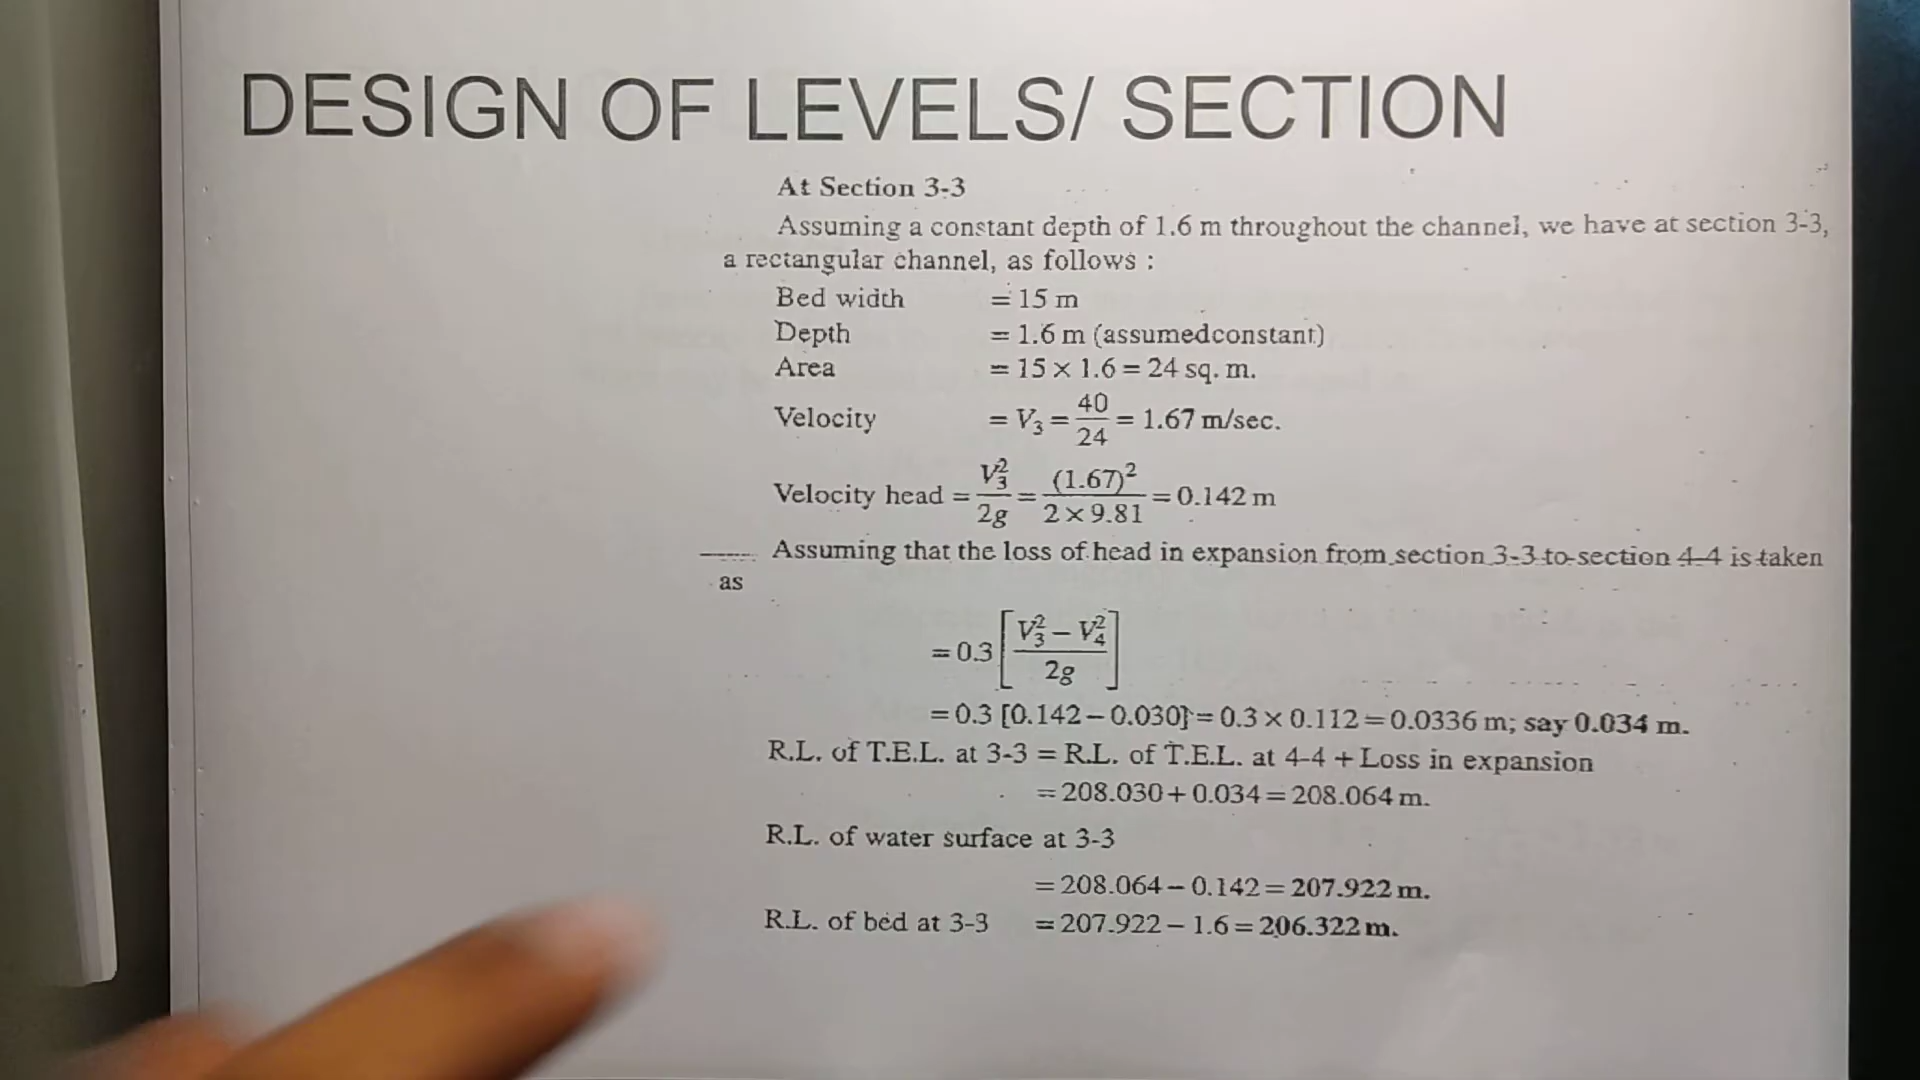 DESIGN OF LEVELS/ SECTION
At Section 3-3
Assuming a constant depth of 1.6 m throughout the channel, we have at section 3-3,
a rectangular channel, as follows :
Bed width = 15 m
Depth = 1.6 m (assumedconstant)
Area = 15 × 1.6 = 24 sq. m.
Velocity = V₃ = 40/24 = 1.67 m/sec.
Velocity head = V₃²/2g = (1.67)²/2 × 9.81 = 0.142 m
Assuming that the loss of head in expansion from section 3-3 to section 4-4 is taken
as
= 0.3 [V₃² – V₄²/2g]
= 0.3 [0.142 – 0.030] = 0.3 × 0.112 = 0.0336 m; say 0.034 m.
R.L. of T.E.L. at 3-3 = R.L. of T.E.L. at 4-4 + Loss in expansion
= 208.030 + 0.034 = 208.064 m.
R.L. of water surface at 3-3
= 208.064 – 0.142 = 207.922 m.
R.L. of bed at 3-3 = 207.922 – 1.6 = 206.322 m.